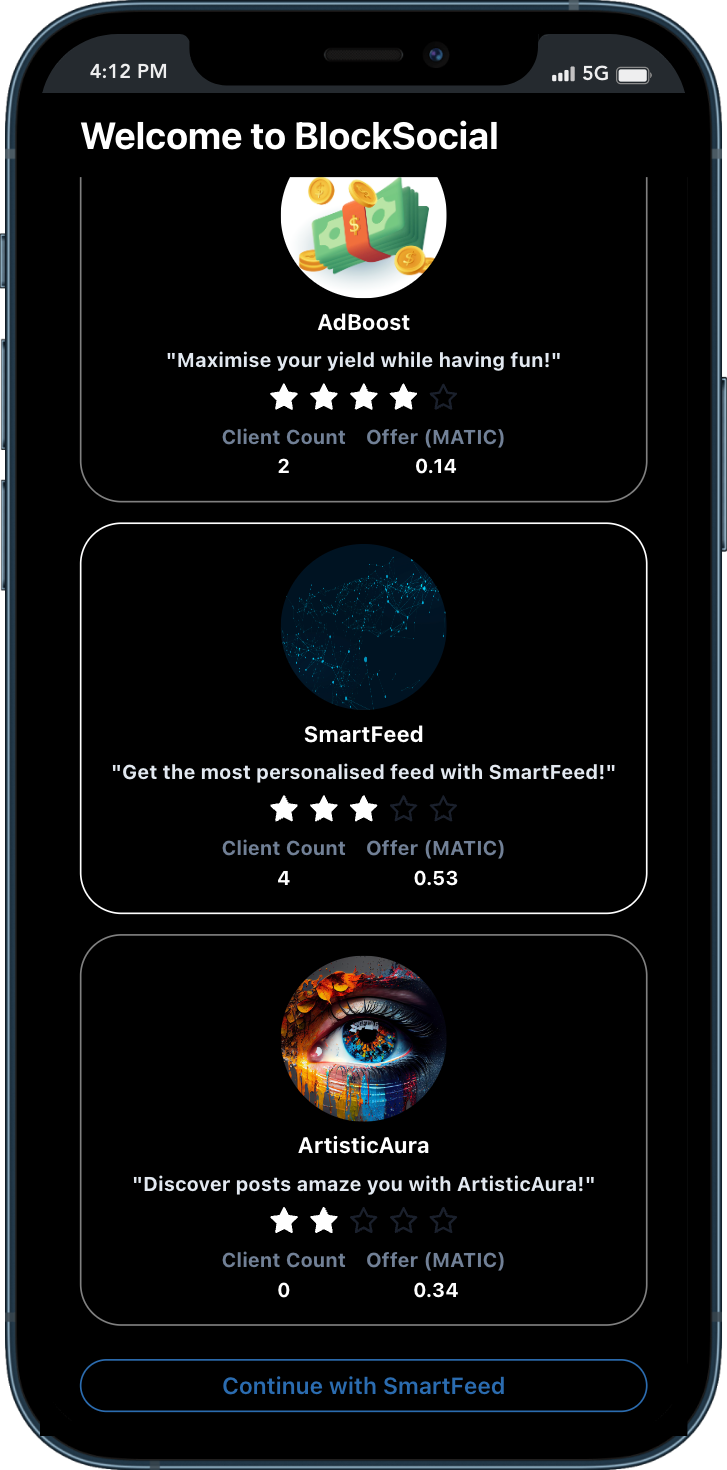 4:12 PM 5G
Welcome to BlockSocial
AdBoost
"Maximise your yield while having fun!"
Client Count Offer (MATIC)
2 0.14
SmartFeed
"Get the most personalised feed with SmartFeed!"
Client Count Offer (MATIC)
4 0.53
ArtisticAura
"Discover posts amaze you with ArtisticAura!"
Client Count Offer (MATIC)
0 0.34
Continue with SmartFeed